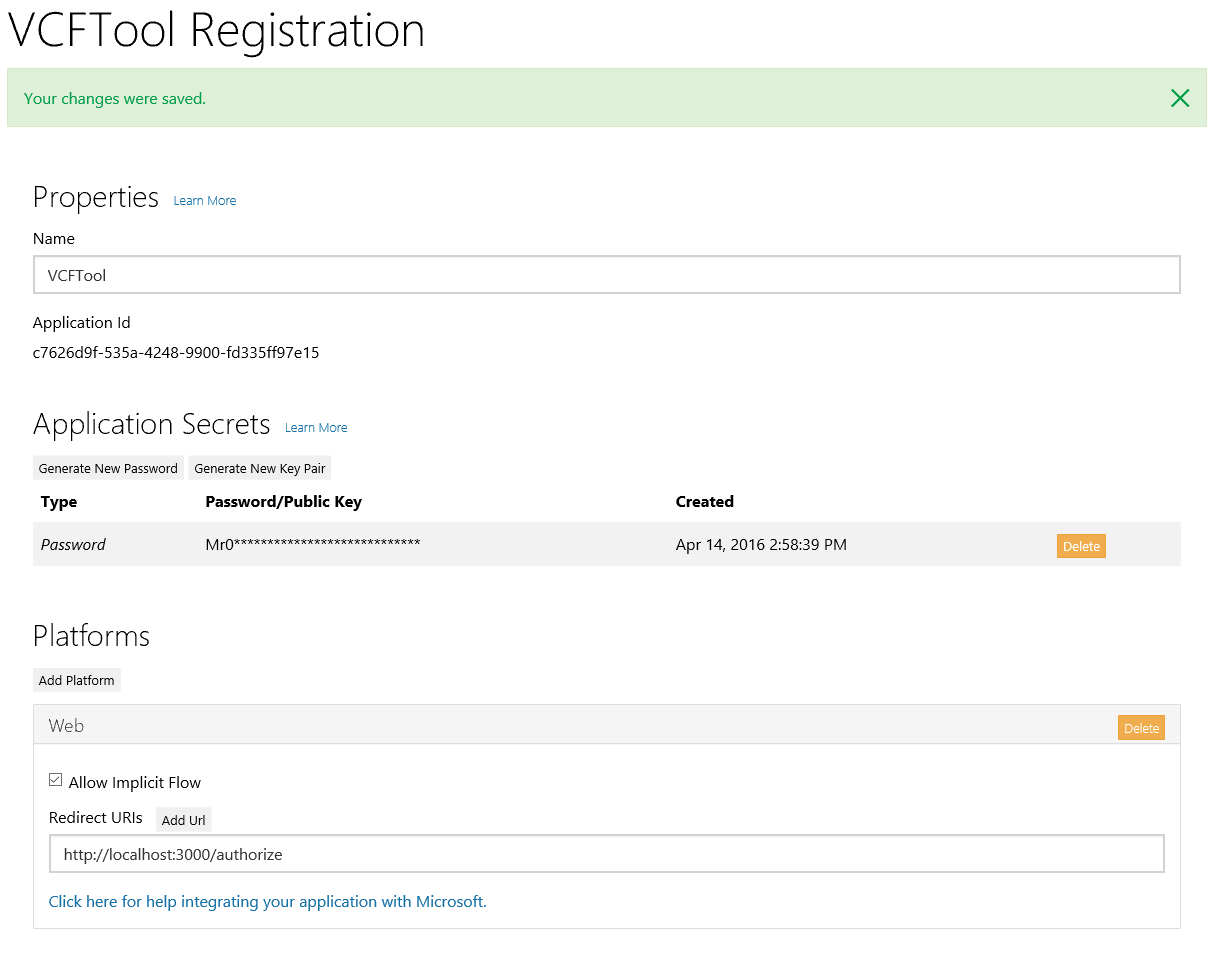 VCFTool Registration
Your changes were saved.
Properties Learn More
Name
VCFTool
Application Id
c7626d9f-535a-4248-9900-fd335ff97e15
Application Secrets Learn More
Generate New Password Generate New Key Pair
Type Password/Public Key Created
Password Mr0**************************** Apr 14, 2016 2:58:39 PM Delete
Platforms
Add Platform
Web Delete
Allow Implicit Flow
Redirect URIs Add Url
http://localhost:3000/authorize
Click here for help integrating your application with Microsoft.